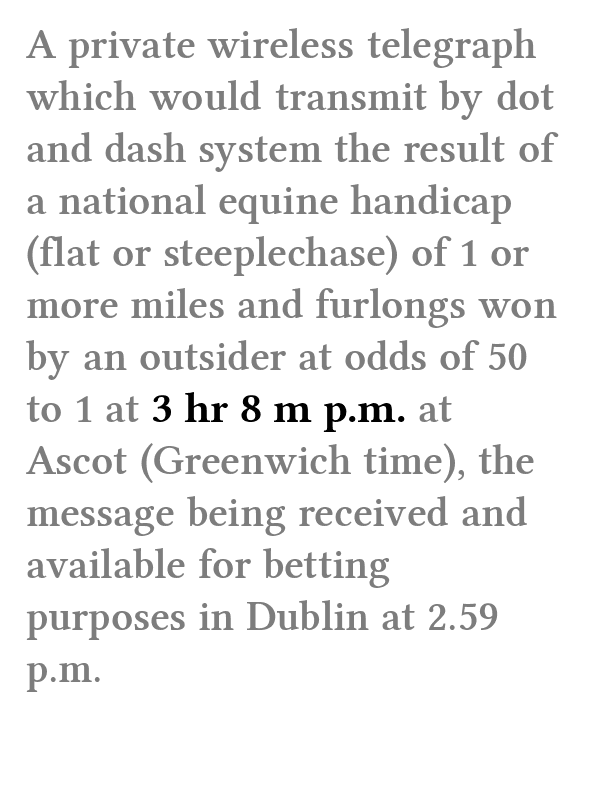 A private wireless telegraph
which would transmit by dot
and dash system the result of
a national equine handicap
(flat or steeplechase) of 1 or
more miles and furlongs won
by an outsider at odds of 50
to 1 at 3 hr 8 m p.m. at
Ascot (Greenwich time), the
message being received and
available for betting
purposes in Dublin at 2.59
p.m.